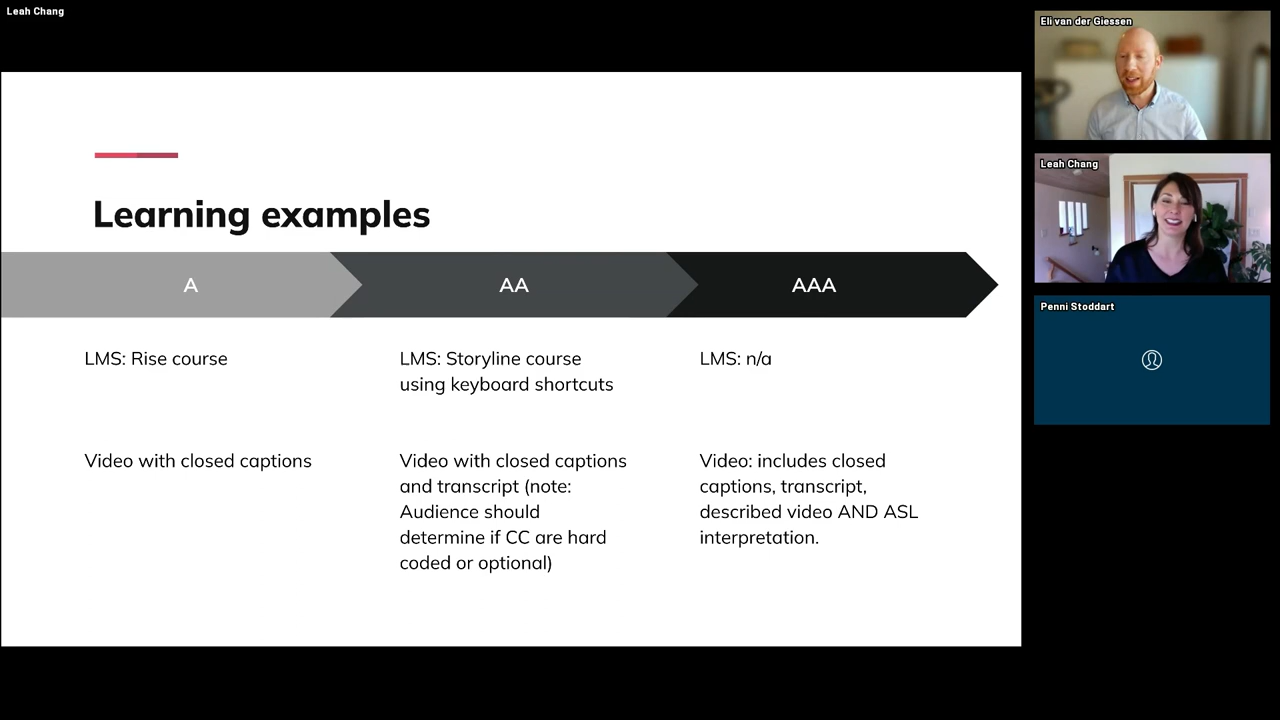 Leah Chang
Eli van der Giessen
Leah Chang
Penni Stoddart
Learning examples
A
AA
AAA
LMS: Rise course
LMS: Storyline course
using keyboard shortcuts
LMS: n/a
Video with closed captions
Video with closed captions
and transcript (note:
Audience should
determine if CC are hard
coded or optional)
Video: includes closed
captions, transcript,
described video AND ASL
interpretation.